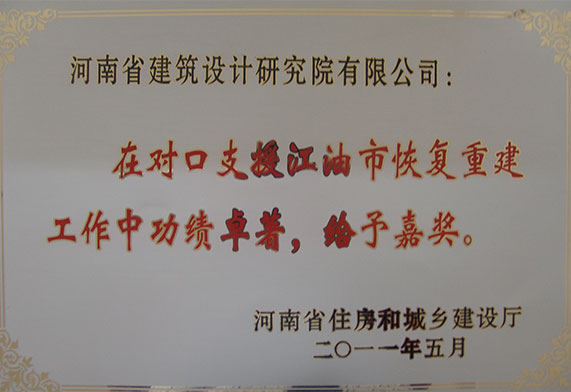 河南省建筑设计研究院有限公司：
在对口支援江油市恢复重建
工作中功绩卓著，给予嘉奖。
河南省住房和城乡建设厅
二〇一一年五月